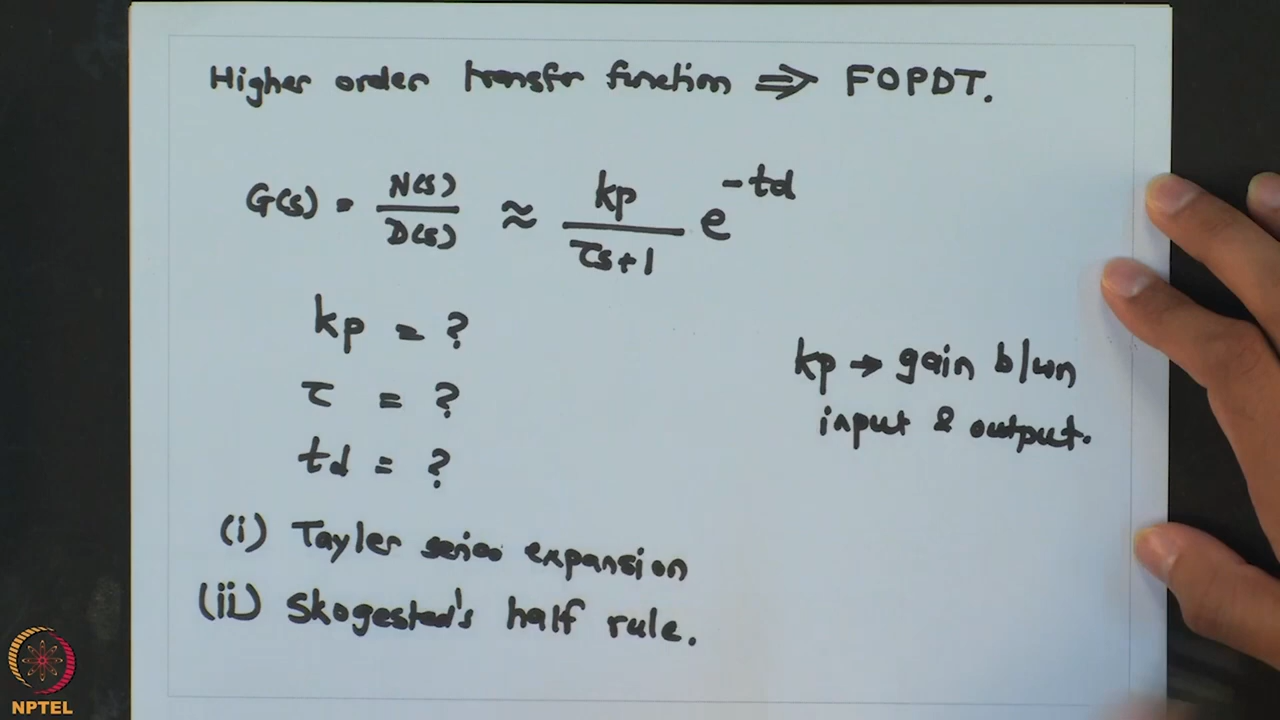 Higher order transfer function ⇒ FOPDT.
G(s) = N(s)/D(s) ≈ kp/(τs+1) e^-td
kp = ?
τ = ?
td = ?
kp → gain b/wn
input & output.
(i) Tayler series expansion
(ii) Skogestad's half rule.
NPTEL